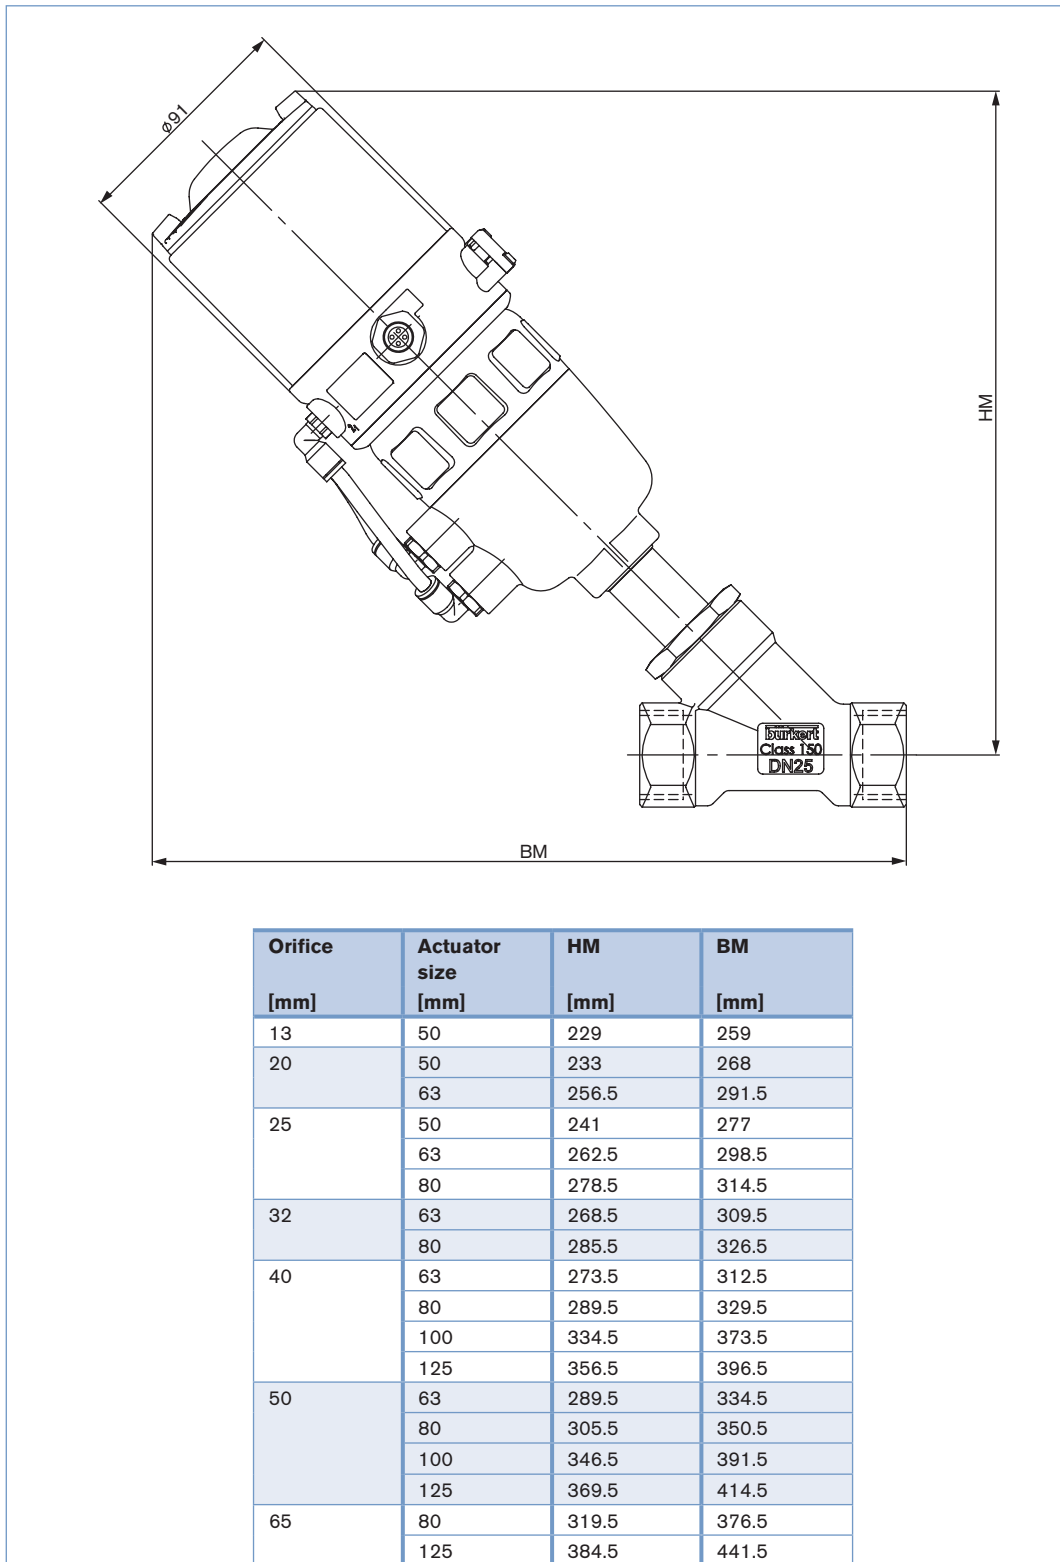 ø91
HM
burkert
Class 150
DN25
BM
Orifice Actuator size HM BM
[mm] [mm] [mm] [mm]
13 50 229 259
20 50 233 268
63 256.5 291.5
25 50 241 277
63 262.5 298.5
80 278.5 314.5
32 63 268.5 309.5
80 285.5 326.5
40 63 273.5 312.5
80 289.5 329.5
100 334.5 373.5
125 356.5 396.5
50 63 289.5 334.5
80 305.5 350.5
100 346.5 391.5
125 369.5 414.5
65 80 319.5 376.5
125 384.5 441.5